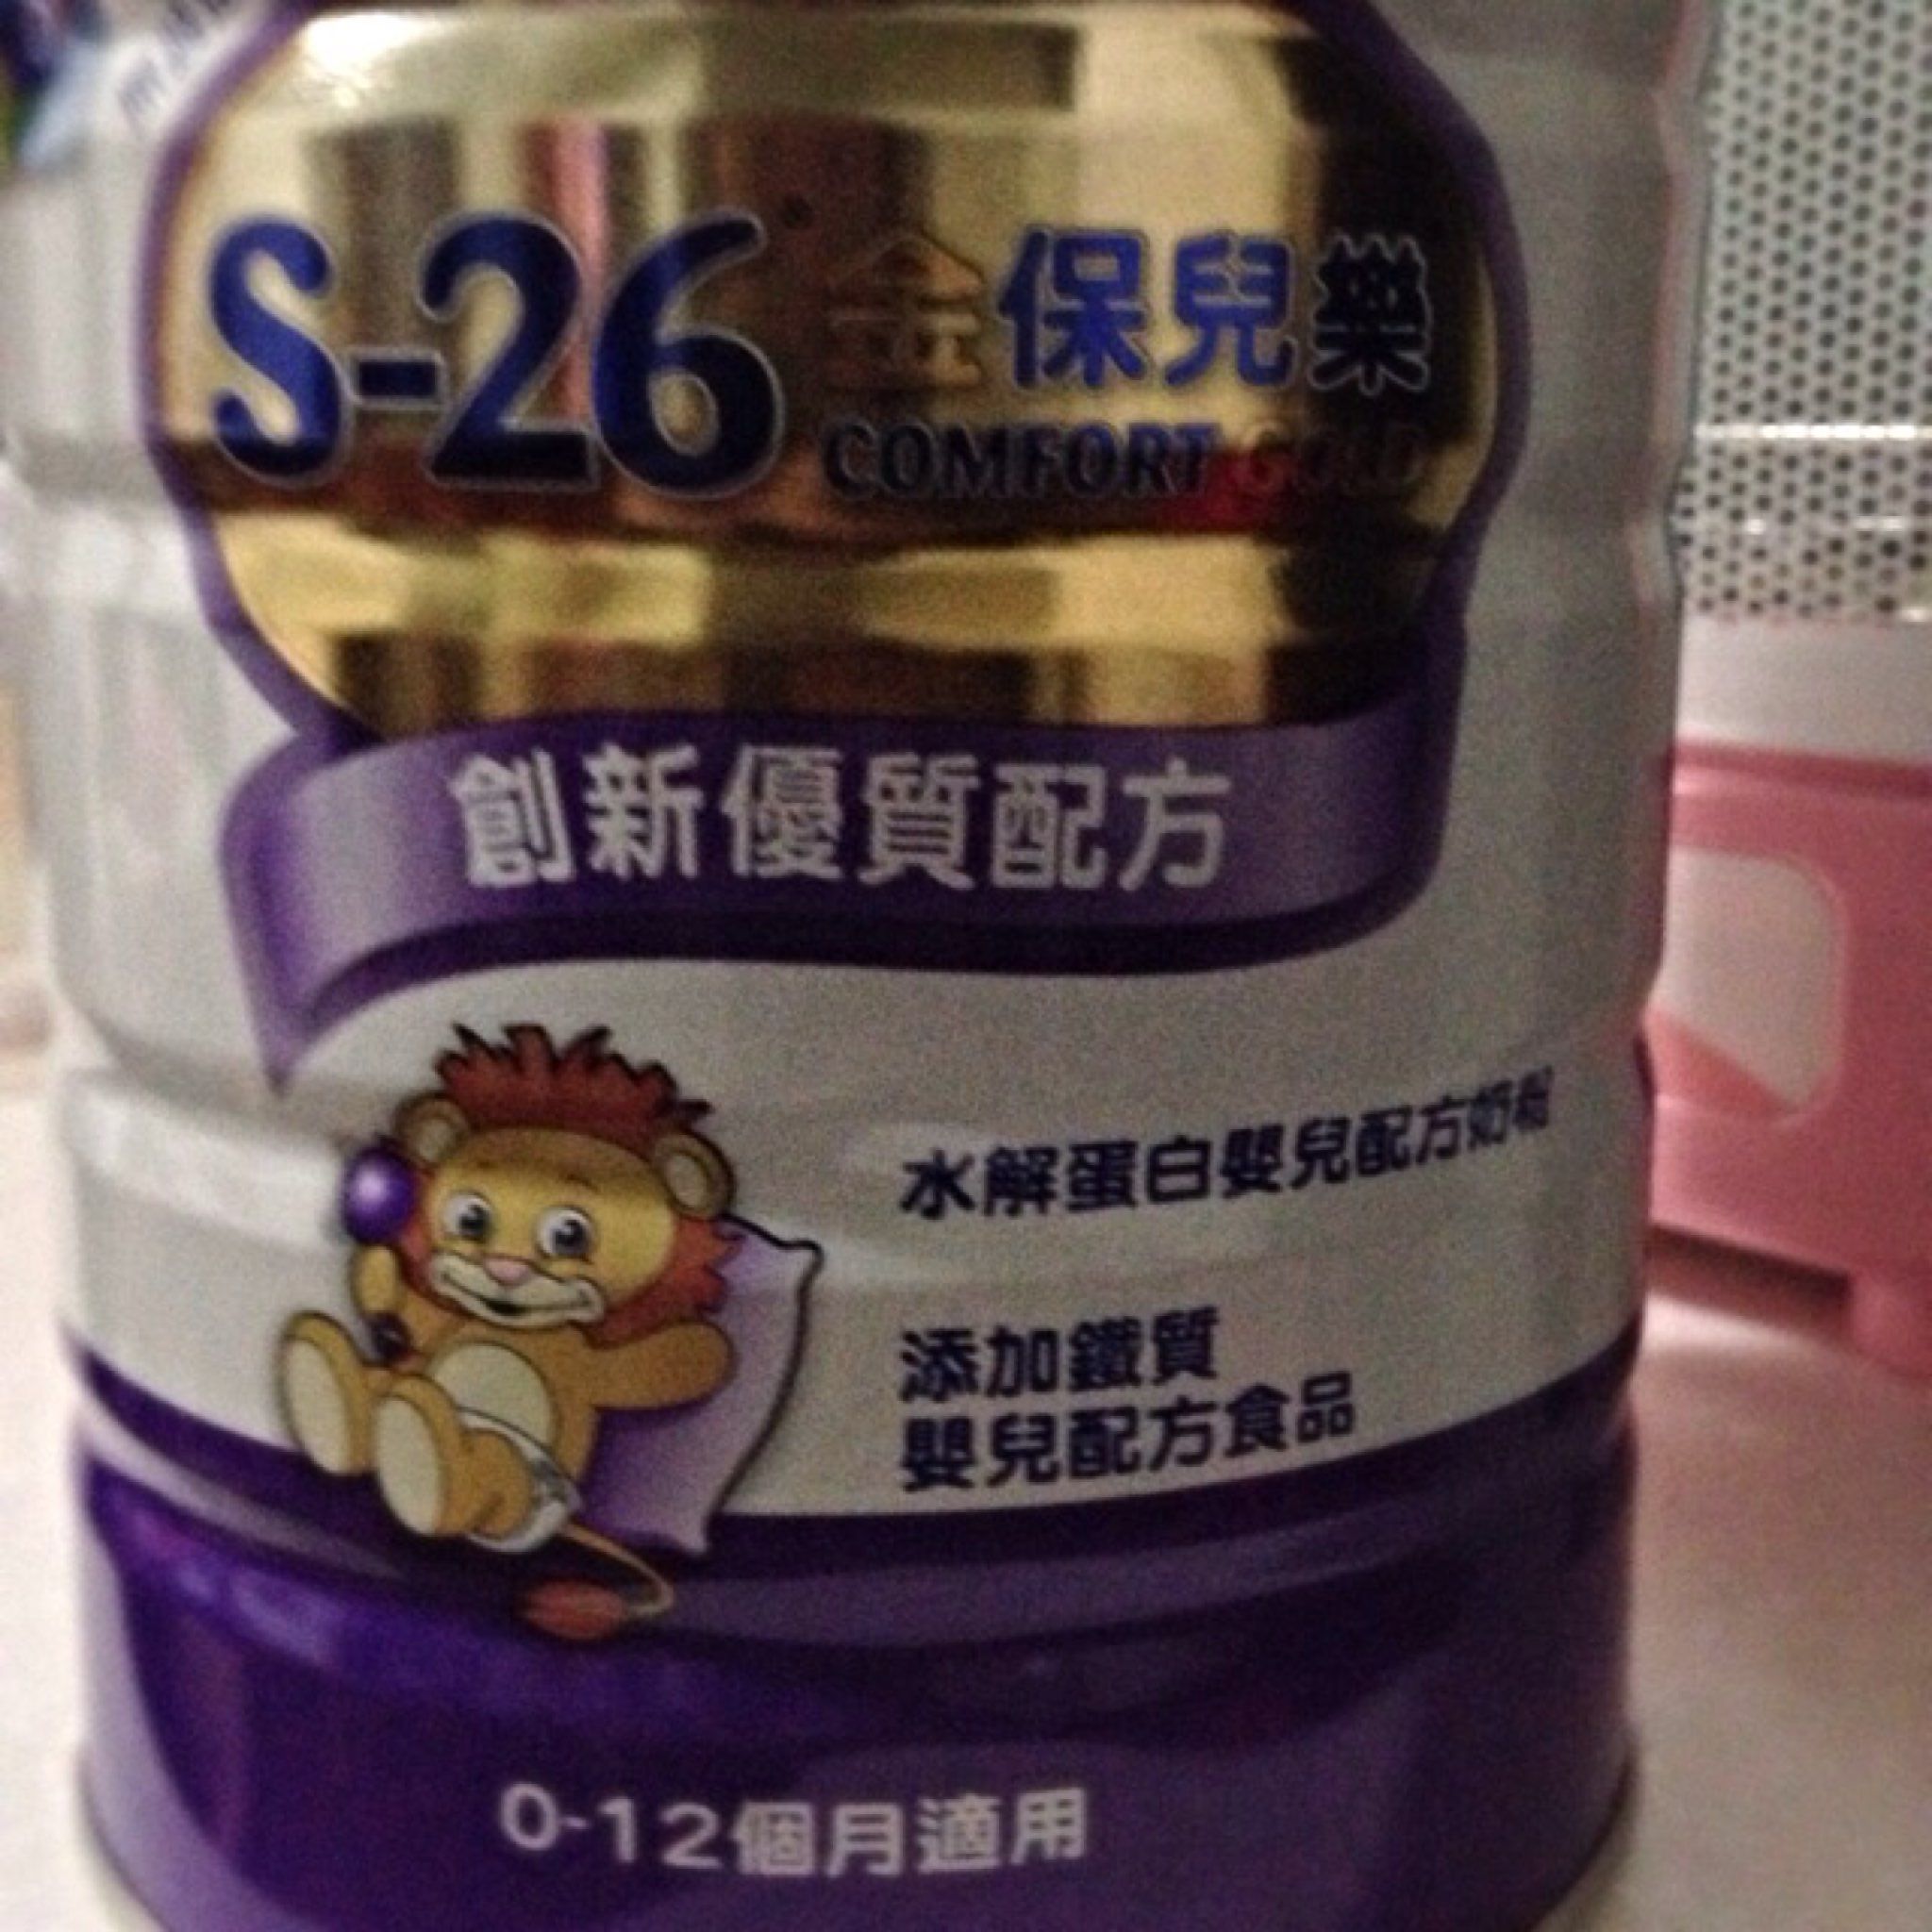 S-26 金保兒樂
COMFORT GOLD
創新優質配方
水解蛋白嬰兒配方奶粉
添加鐵質
嬰兒配方食品
0-12個月適用